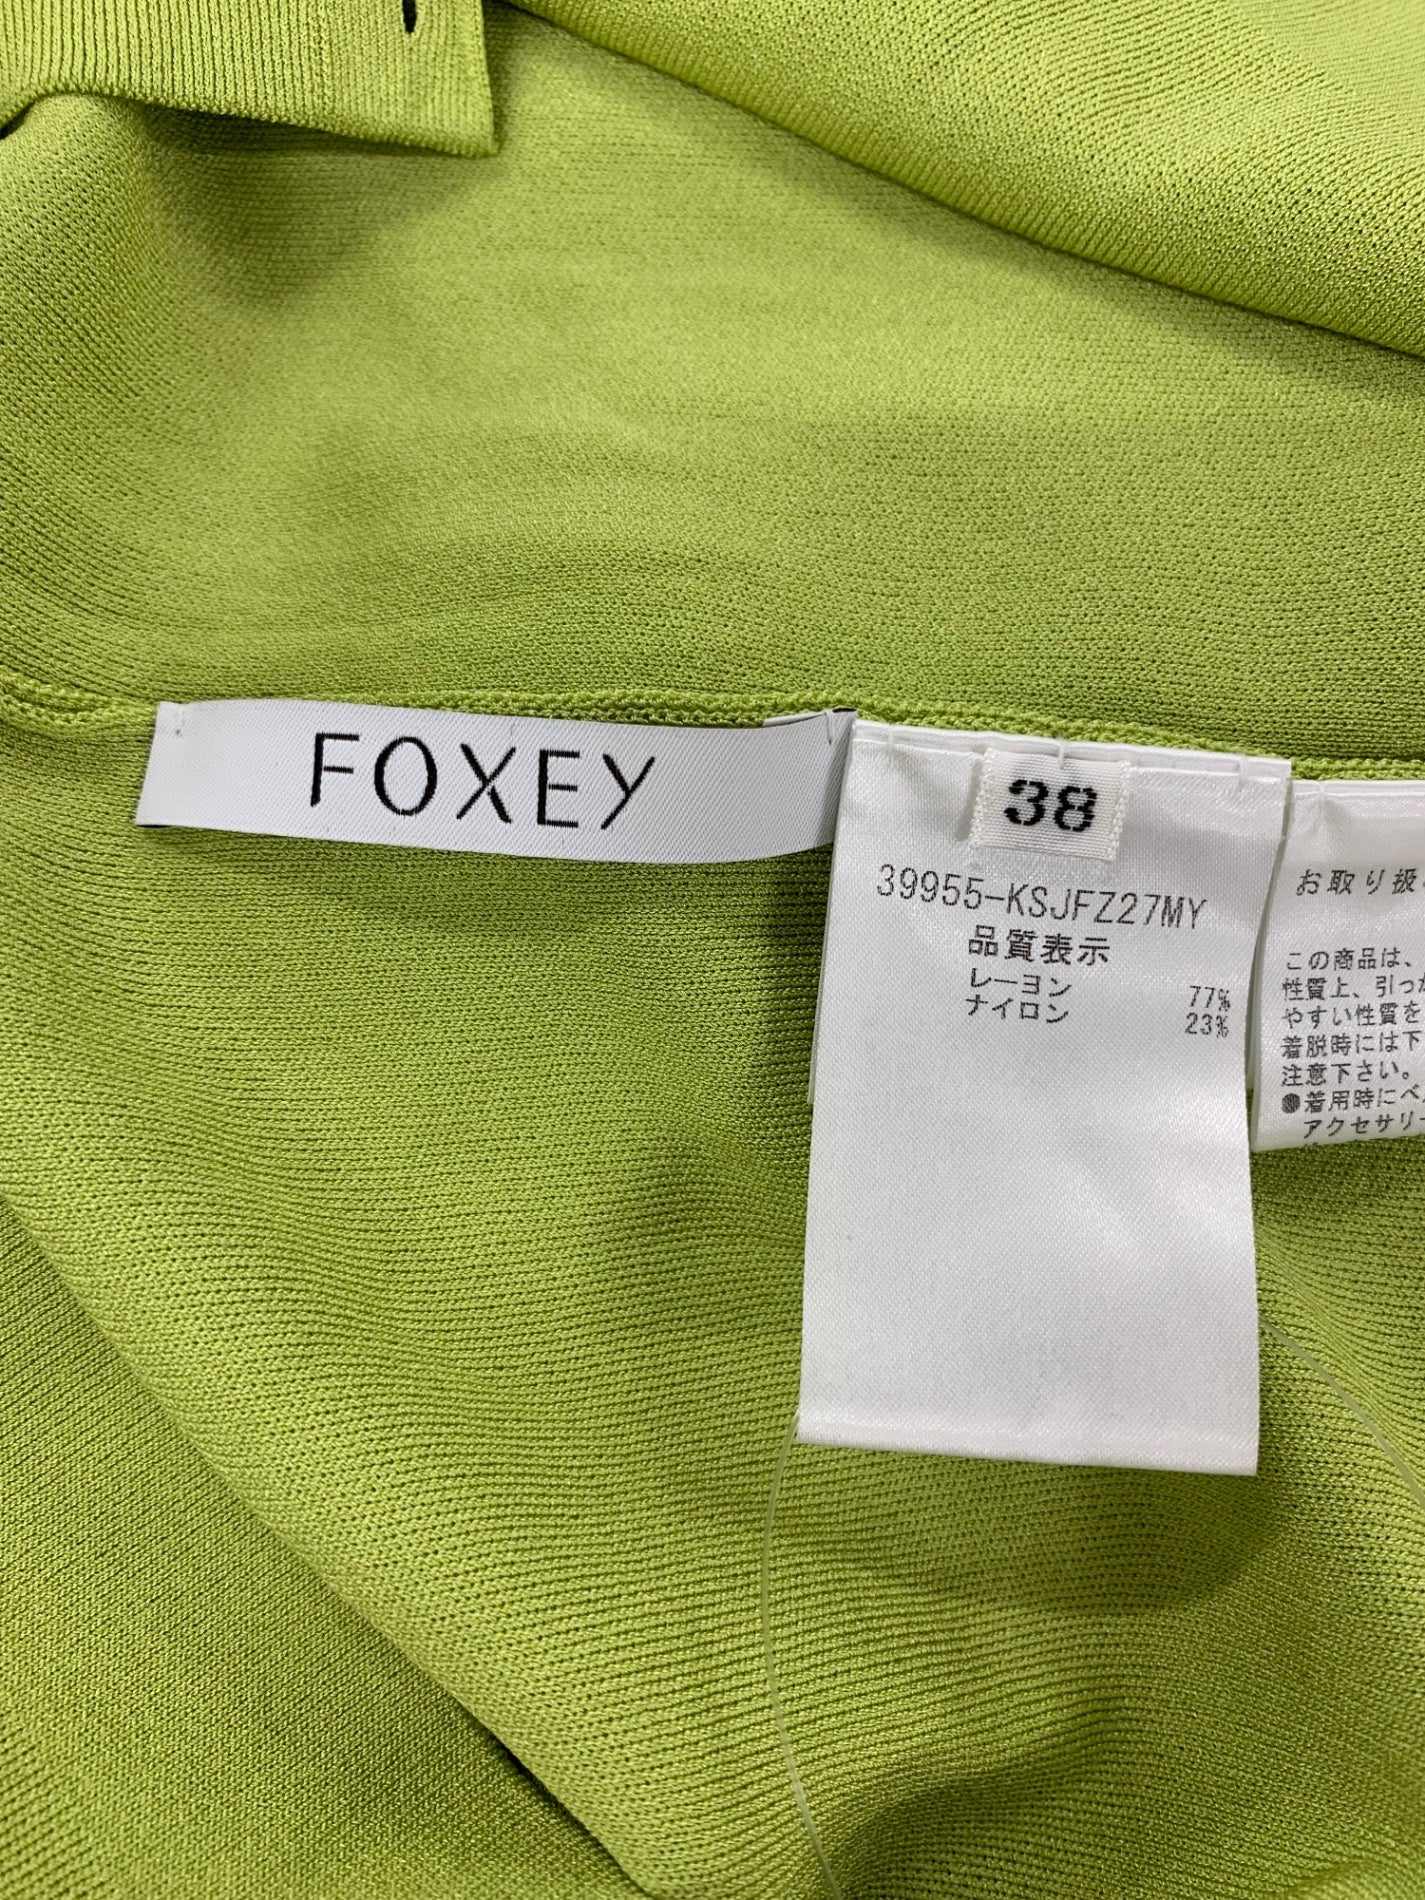 FOXEY
38
39955-KSJFZ27MY
品質表示
レーヨン 77%
ナイロン 23%
お取り扱
この商品は、
性質上、引っか
やすい性質を
着脱時には下
注意下さい。
●着用時にベ
アクセサリー